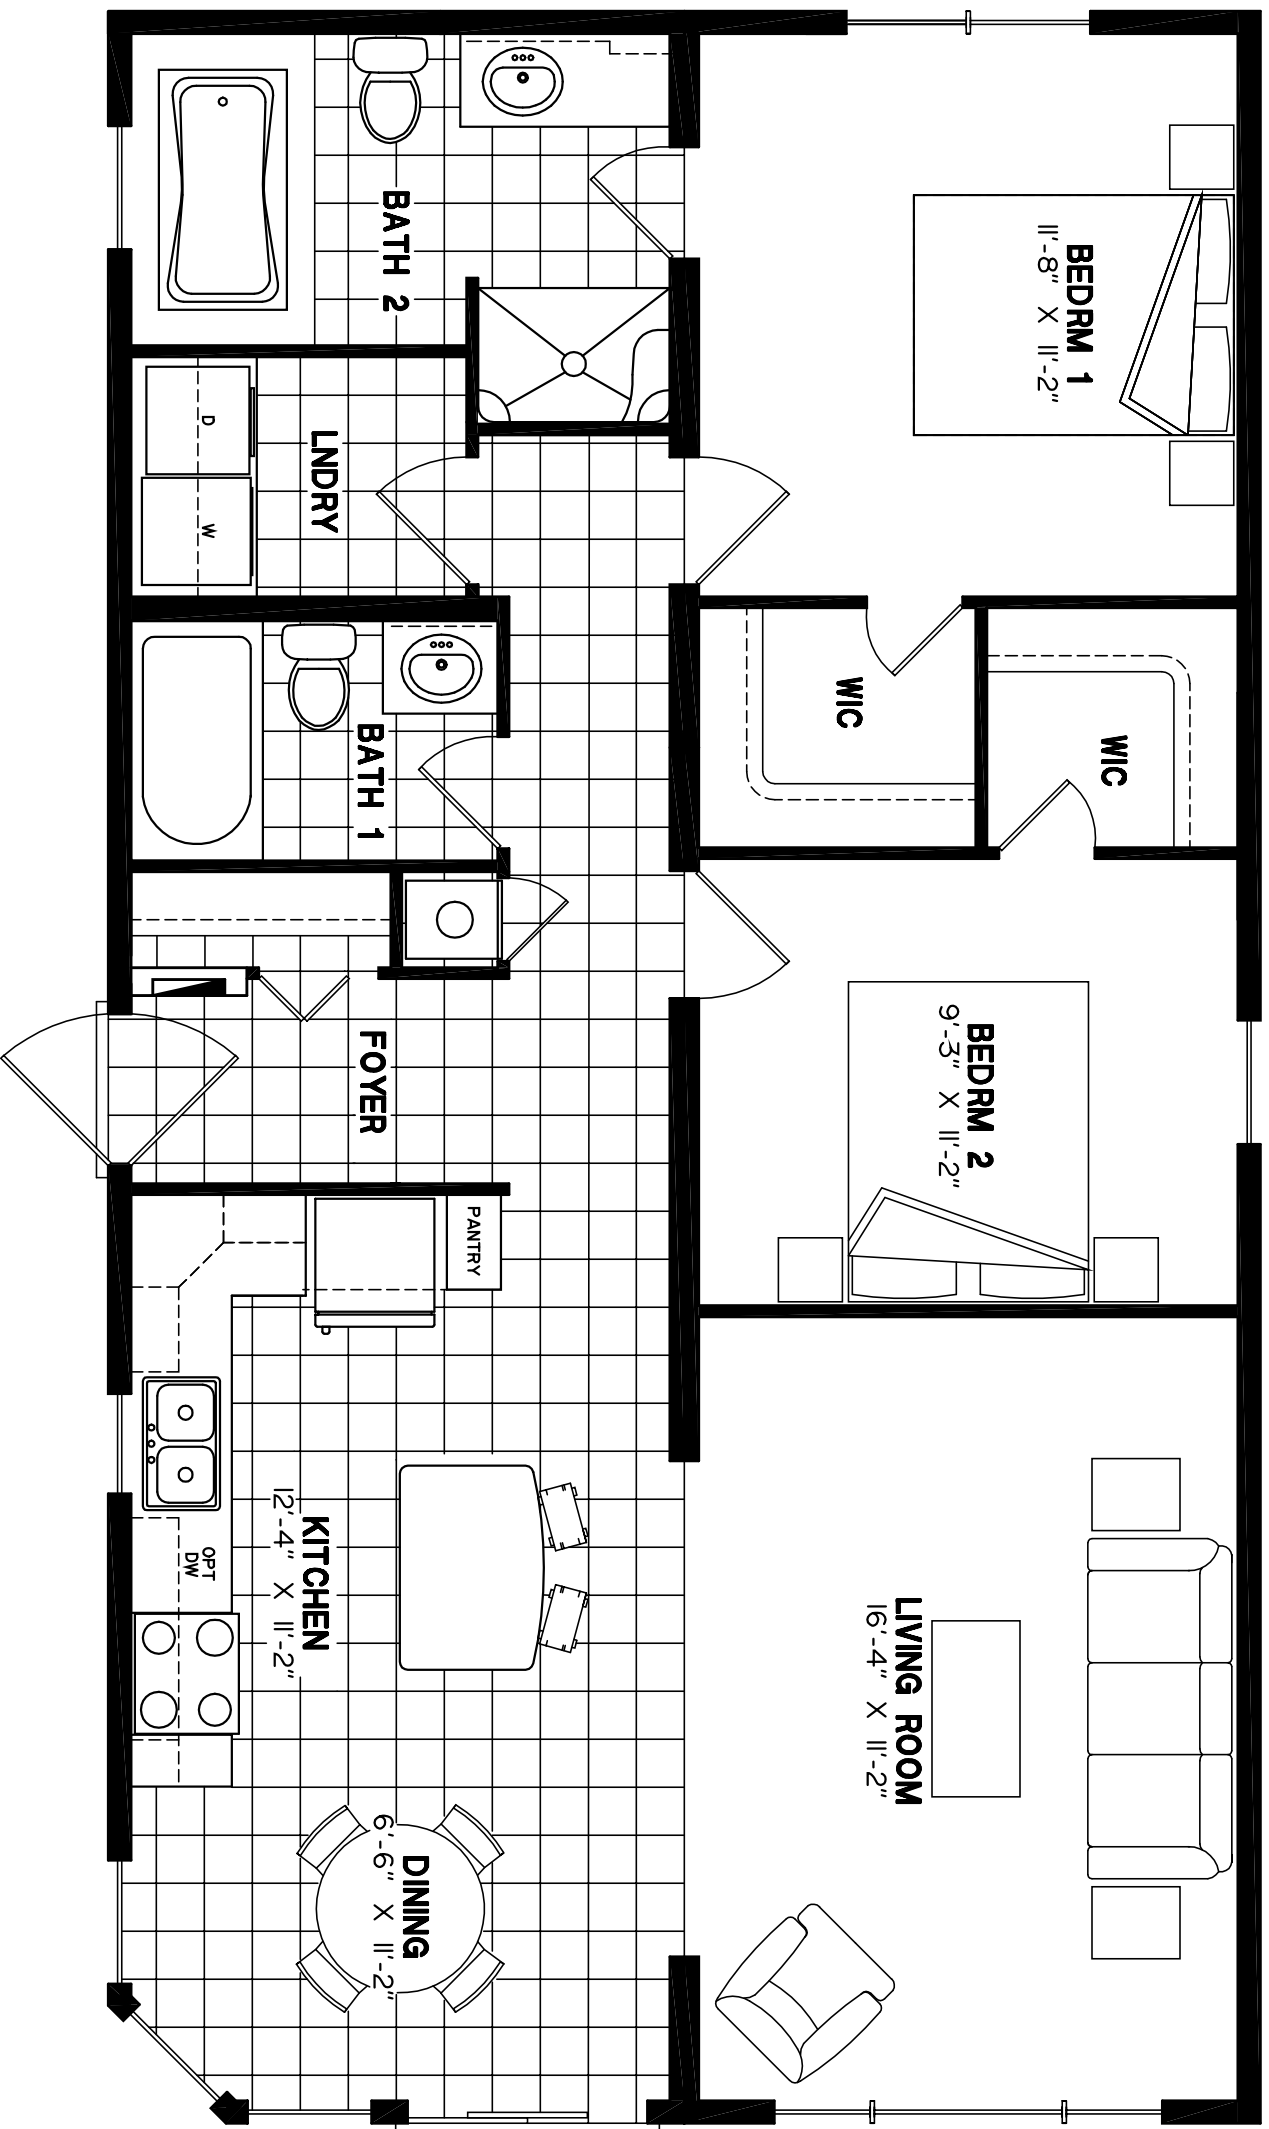 BEDRM 1
11'-8" X 11'-2"
BATH 2
LNDRY
D
W
WIC
WIC
BATH 1
BEDRM 2
9'-3" X 11'-2"
FOYER
PANTRY
LIVING ROOM
16'-4" X 11'-2"
KITCHEN
12'-4" X 11'-2"
OPT
DW
DINING
6'-6" X 11'-2"